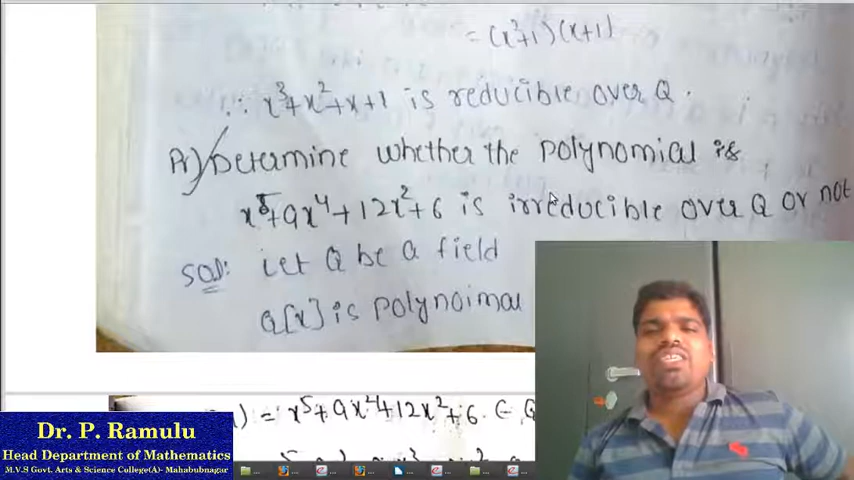 = (x²+1)(x+1)
∴ x³+x²+x+1 is reducible over Q.
A) Determine whether the polynomial is
x⁵+9x⁴+12x²+6 is irreducible over Q or not
Sol: Let Q be a field
Q[x] is polynoimal
) = x⁵+9x⁴+12x²+6 ∈ Q
Dr. P. Ramulu
Head Department of Mathematics
M.V.S Govt. Arts & Science College(A)- Mahabubnagar